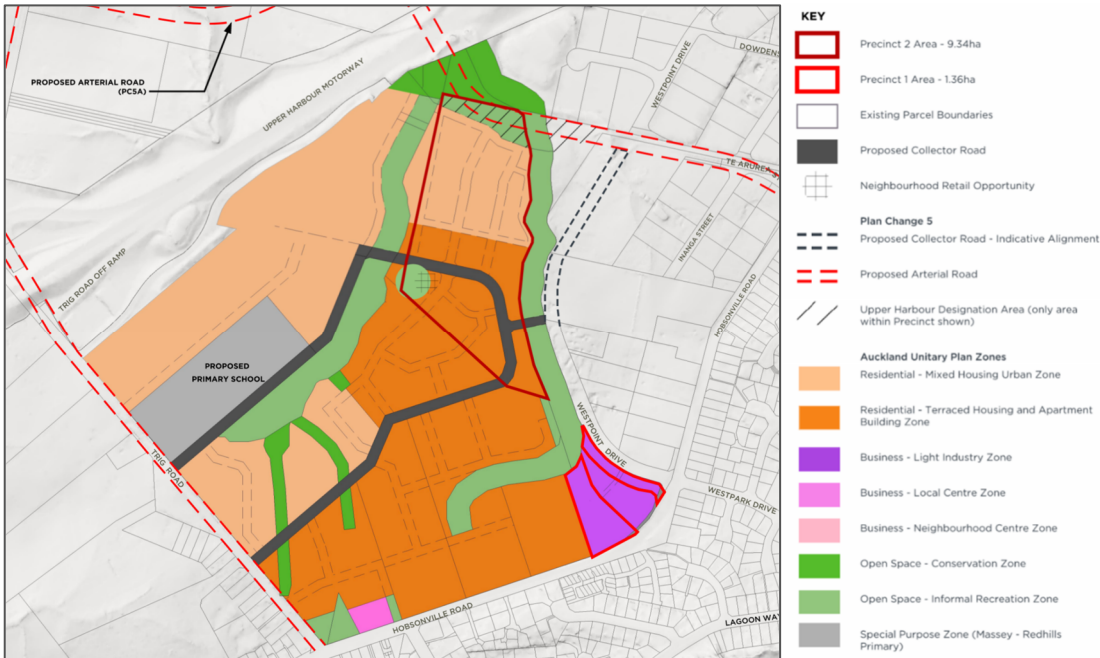 PROPOSED ARTERIAL ROAD
(PC5A)
UPPER HARBOUR MOTORWAY
WESTPOINT DRIVE
DOWDENS
TE ARUREA
INANGA STREET
HOBSONVILLE ROAD
TRIG ROAD OFF RAMP
PROPOSED
PRIMARY SCHOOL
TRIG ROAD
WESTPOINT DRIVE
WESTPARK DRIVE
HOBSONVILLE ROAD
LAGOON WAY
KEY
Precinct 2 Area - 9.34ha
Precinct 1 Area - 1.36ha
Existing Parcel Boundaries
Proposed Collector Road
Neighbourhood Retail Opportunity
Plan Change 5
Proposed Collector Road - Indicative Alignment
Proposed Arterial Road
Upper Harbour Designation Area (only area
within Precinct shown)
Auckland Unitary Plan Zones
Residential - Mixed Housing Urban Zone
Residential - Terraced Housing and Apartment
Building Zone
Business - Light Industry Zone
Business - Local Centre Zone
Business - Neighbourhood Centre Zone
Open Space - Conservation Zone
Open Space - Informal Recreation Zone
Special Purpose Zone (Massey - Redhills
Primary)